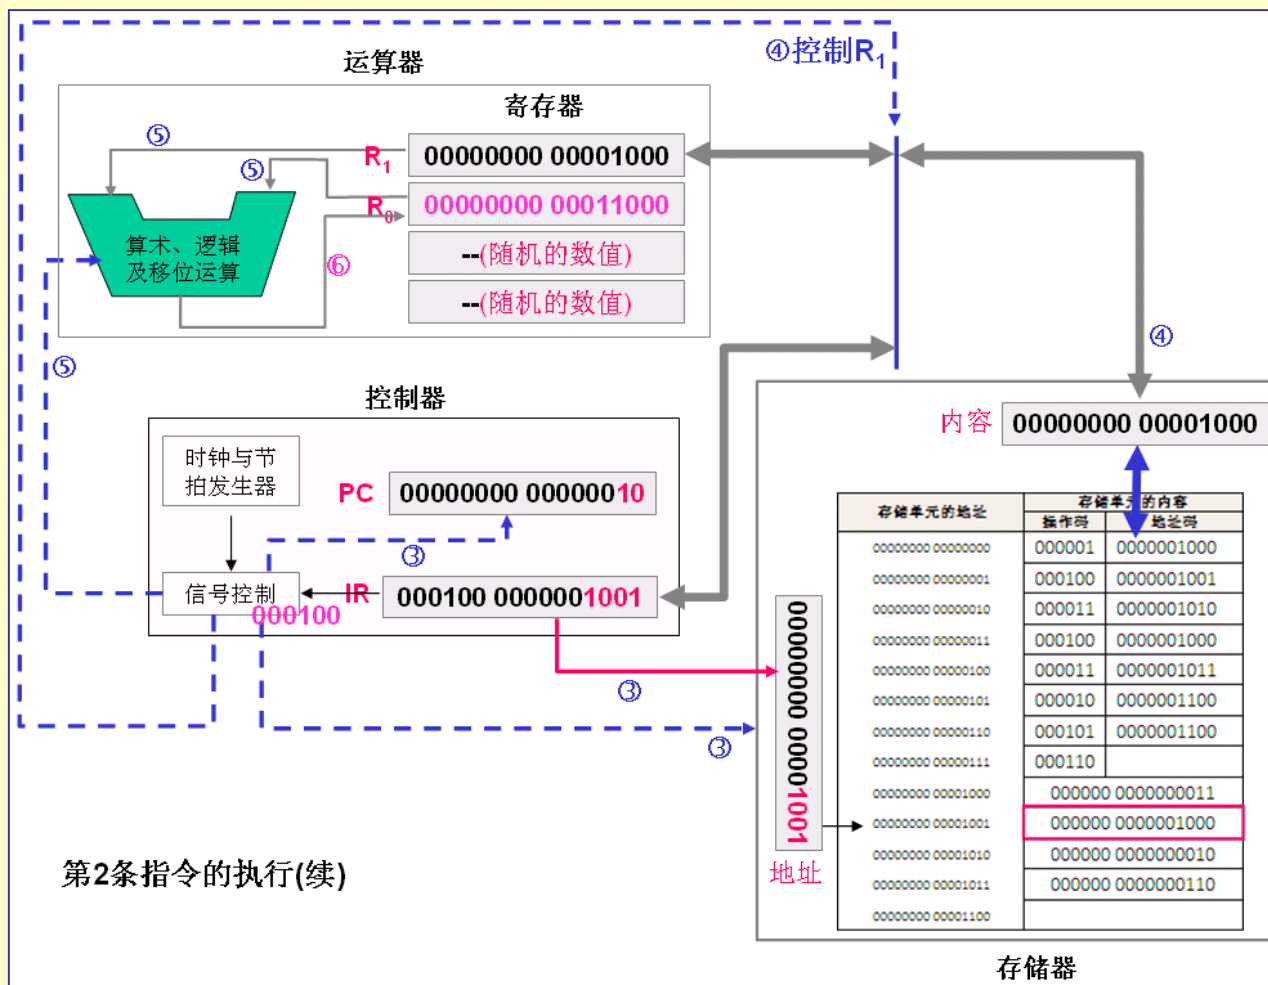 ④控制R1
运算器
寄存器
⑤
R1
00000000 00001000
⑤
R0
00000000 00011000
算术、逻辑
及移位运算
⑥
--(随机的数值)
--(随机的数值)
④
⑤
控制器
内容
00000000 00001000
时钟与节
拍发生器
PC
00000000 00000010
③
信号控制
000100
IR
000100 0000001001
③
③
存储单元的地址
存储单元的内容
操作码 地址码
00000000 00000000 000001 0000001000
00000000 00000001 000100 0000001001
00000000 00000010 000011 0000001010
00000000 00000011 000100 0000001000
00000000 00000100 000011 0000001011
00000000 00000101 000010 0000001100
00000000 00000110 000101 0000001100
00000000 00000111 000110
00000000 00001000 000000 0000000011
00000000 00001001 000000 0000001000
00000000 00001010 000000 0000000010
00000000 00001011 000000 0000000110
00000000 00001100
00000000 00001001
地址
第2条指令的执行(续)
存储器